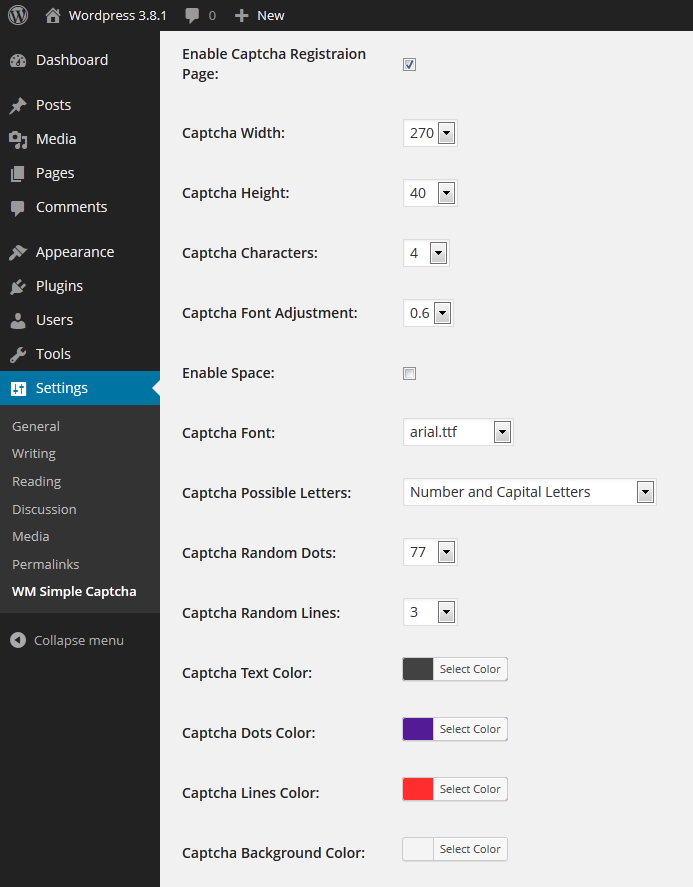 Wordpress 3.8.1 0 New
Dashboard
Posts
Media
Pages
Comments
Appearance
Plugins
Users
Tools
Settings
General
Writing
Reading
Discussion
Media
Permalinks
WM Simple Captcha
Collapse menu
Enable Captcha Registraion
Page:
Captcha Width: 270
Captcha Height: 40
Captcha Characters: 4
Captcha Font Adjustment: 0.6
Enable Space:
Captcha Font: arial.ttf
Captcha Possible Letters: Number and Capital Letters
Captcha Random Dots: 77
Captcha Random Lines: 3
Captcha Text Color: Select Color
Captcha Dots Color: Select Color
Captcha Lines Color: Select Color
Captcha Background Color: Select Color